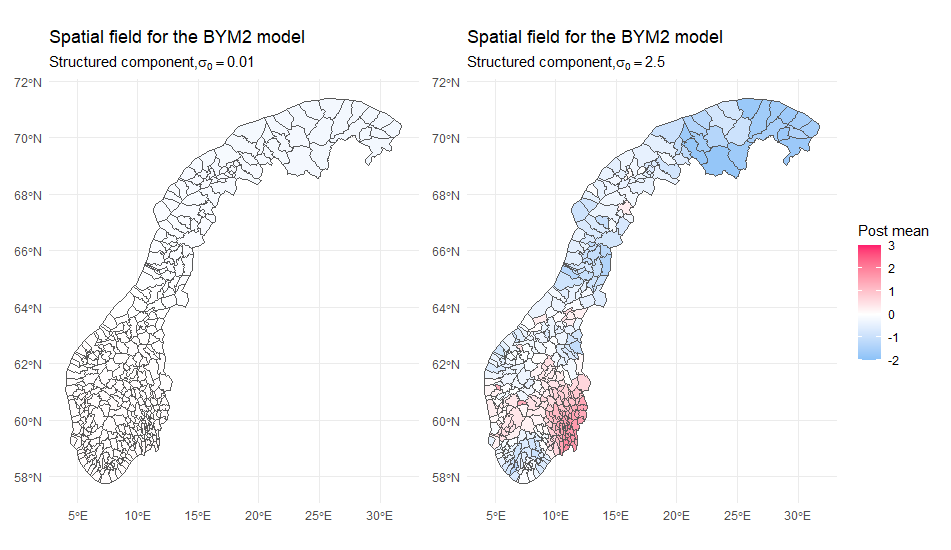 Spatial field for the BYM2 model
Structured component,σ₀ = 0.01
72°N
70°N
68°N
66°N
64°N
62°N
60°N
58°N
5°E
10°E
15°E
20°E
25°E
30°E
Spatial field for the BYM2 model
Structured component,σ₀ = 2.5
72°N
70°N
68°N
66°N
64°N
62°N
60°N
58°N
5°E
10°E
15°E
20°E
25°E
30°E
Post mean
3
2
1
0
-1
-2